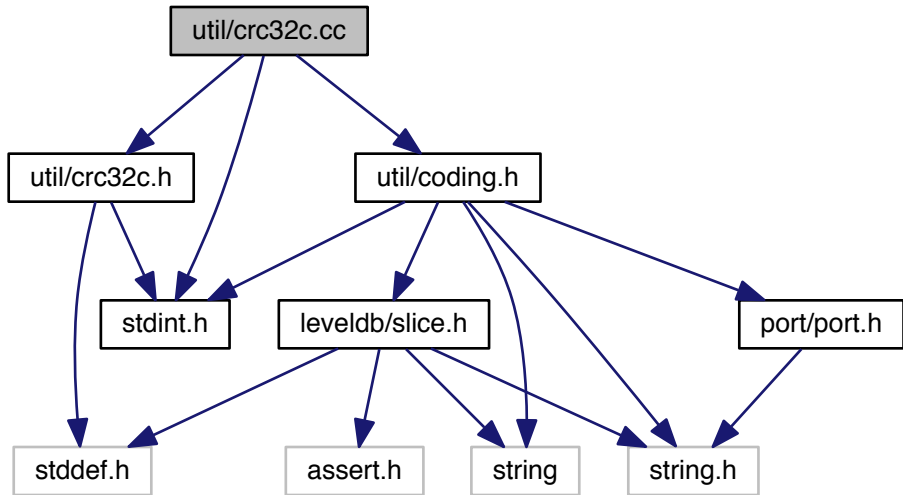 util/crc32c.cc
util/crc32c.h
util/coding.h
stdint.h
leveldb/slice.h
port/port.h
stddef.h
assert.h
string
string.h